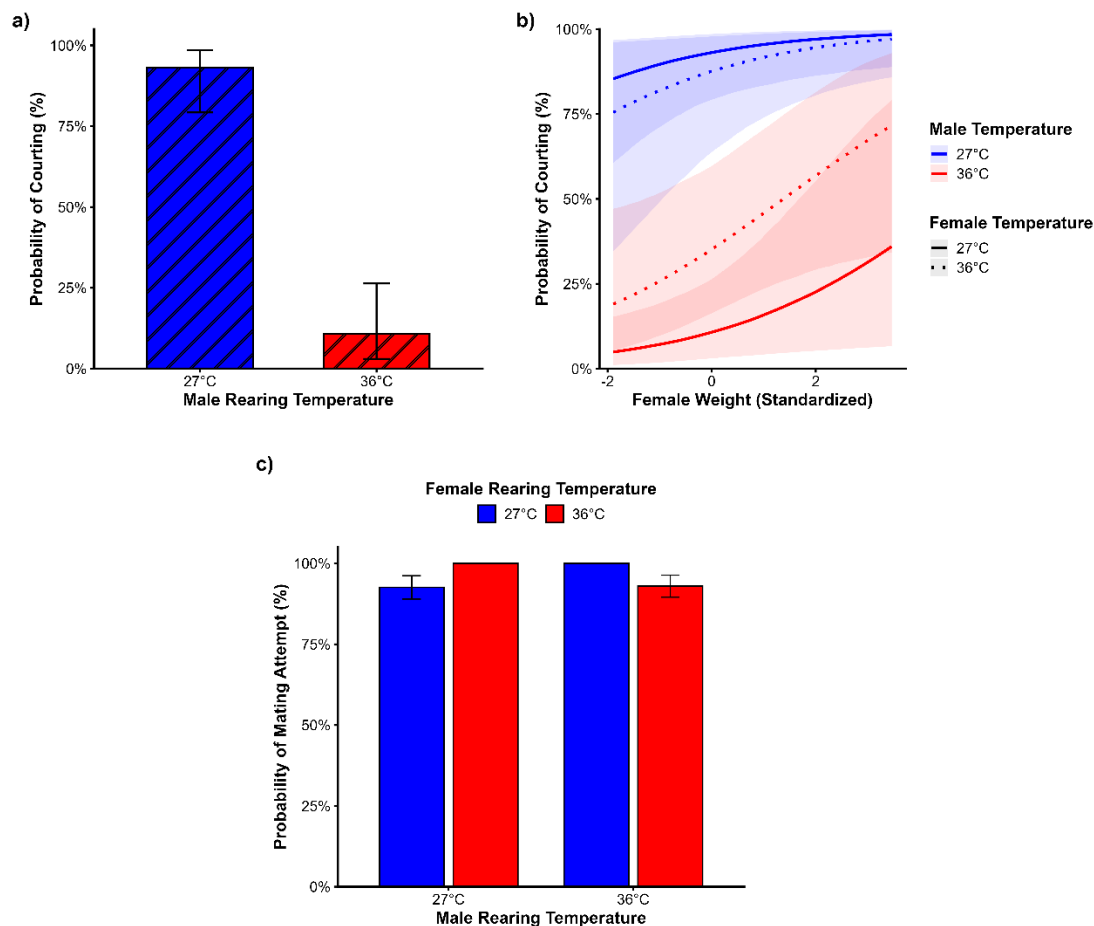 a)
Probability of Courting (%)
100%
75%
50%
25%
0%
27°C
36°C
Male Rearing Temperature
b)
Probability of Courting (%)
100%
75%
50%
25%
0%
-2
0
2
Female Weight (Standardized)
Male Temperature
27°C
36°C
Female Temperature
27°C
36°C
c)
Female Rearing Temperature
27°C 36°C
Probability of Mating Attempt (%)
100%
75%
50%
25%
0%
27°C
36°C
Male Rearing Temperature